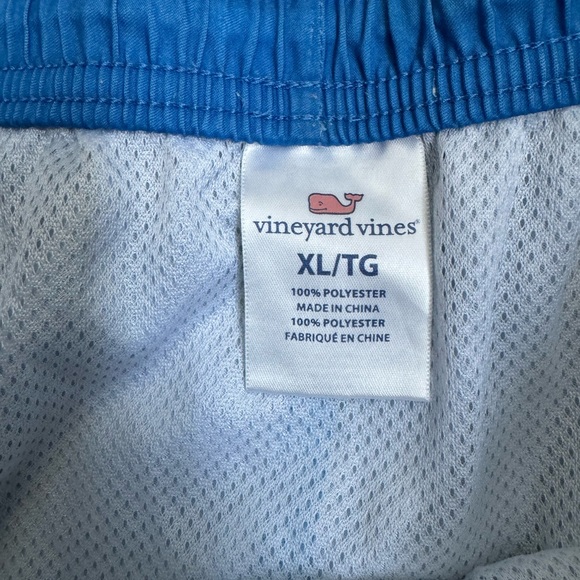 vineyard vines®
XL/TG
100% POLYESTER
MADE IN CHINA
100% POLYESTER
FABRIQUÉ EN CHINE